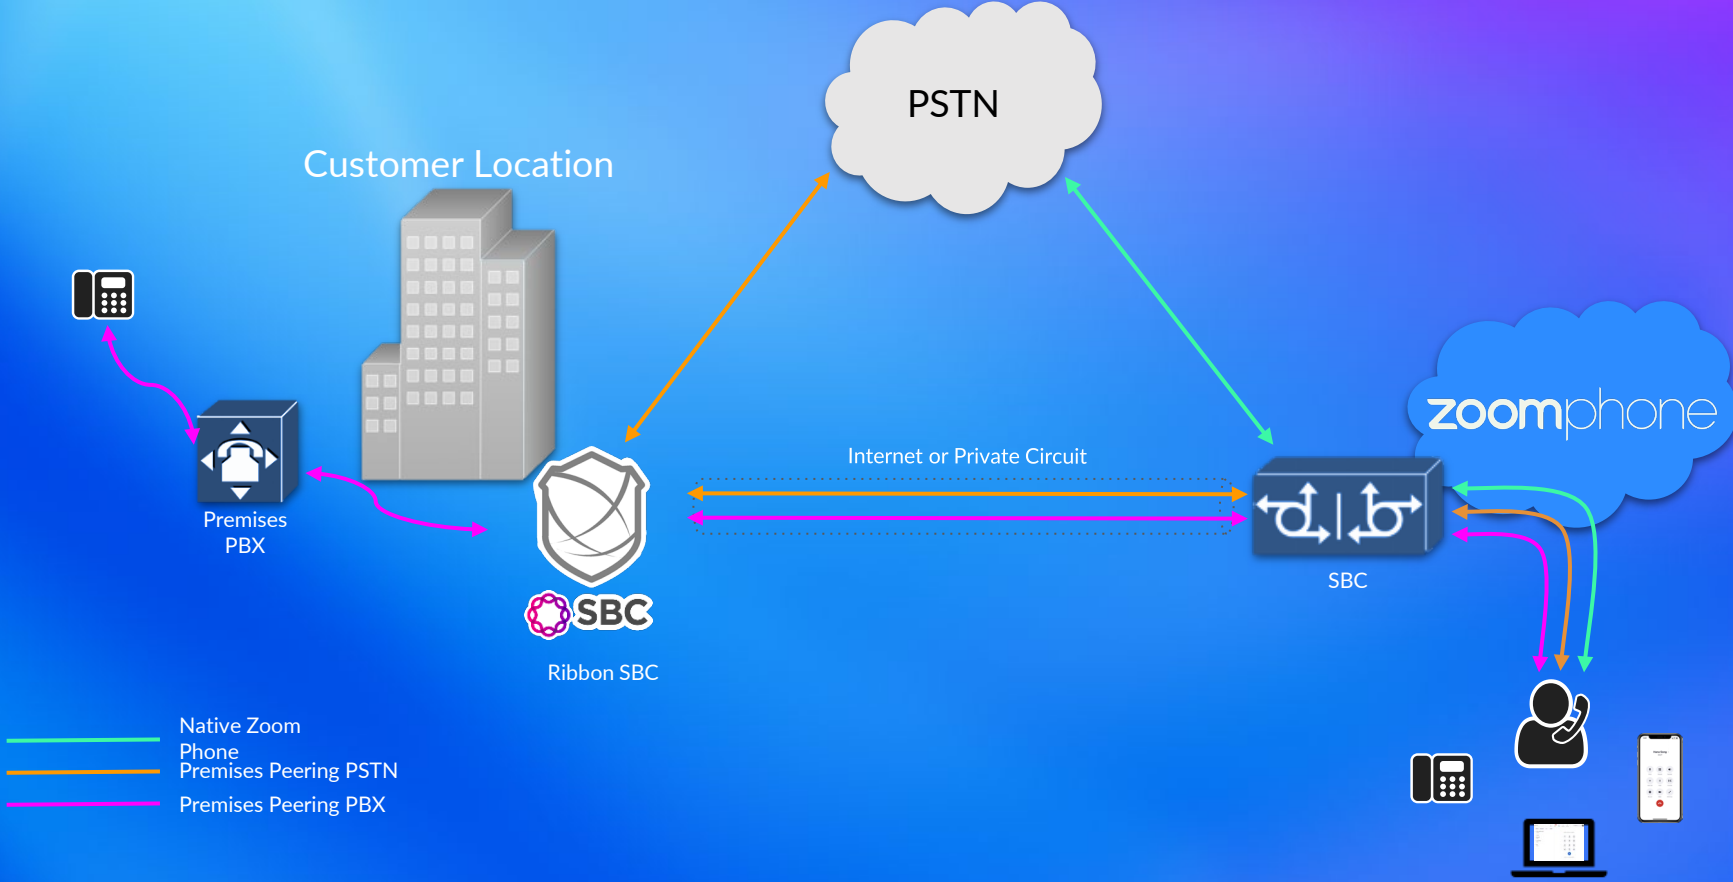 PSTN
Customer Location
zoomphone
Internet or Private Circuit
Premises
PBX
SBC
SBC
Ribbon SBC
Native Zoom
Phone
Premises Peering PSTN
Premises Peering PBX